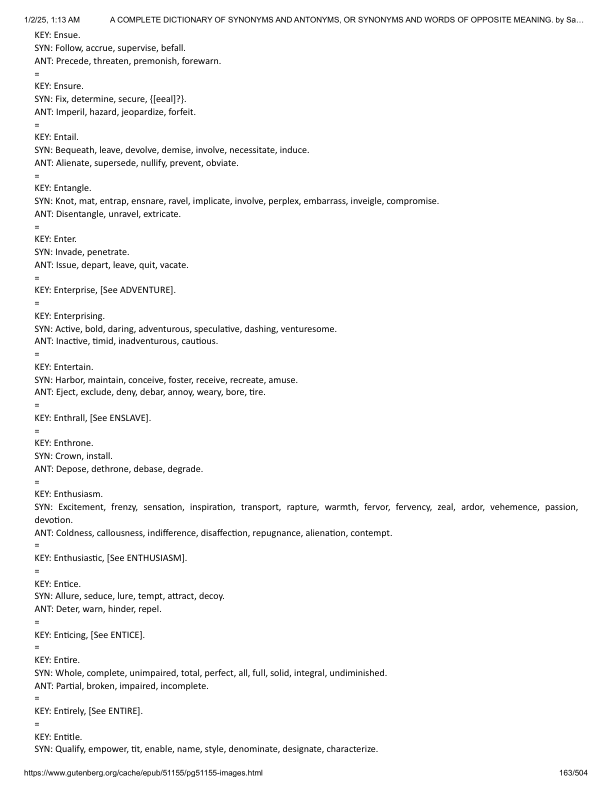 1/2/25, 1:13 AM A COMPLETE DICTIONARY OF SYNONYMS AND ANTONYMS, OR SYNONYMS AND WORDS OF OPPOSITE MEANING. by Sa…
KEY: Ensue.
SYN: Follow, accrue, supervise, befall.
ANT: Precede, threaten, premonish, forewarn.
=
KEY: Ensure.
SYN: Fix, determine, secure, {[eeal]?}.
ANT: Imperil, hazard, jeopardize, forfeit.
=
KEY: Entail.
SYN: Bequeath, leave, devolve, demise, involve, necessitate, induce.
ANT: Alienate, supersede, nullify, prevent, obviate.
=
KEY: Entangle.
SYN: Knot, mat, entrap, ensnare, ravel, implicate, involve, perplex, embarrass, inveigle, compromise.
ANT: Disentangle, unravel, extricate.
=
KEY: Enter.
SYN: Invade, penetrate.
ANT: Issue, depart, leave, quit, vacate.
=
KEY: Enterprise, [See ADVENTURE].
=
KEY: Enterprising.
SYN: Active, bold, daring, adventurous, speculative, dashing, venturesome.
ANT: Inactive, timid, inadventurous, cautious.
=
KEY: Entertain.
SYN: Harbor, maintain, conceive, foster, receive, recreate, amuse.
ANT: Eject, exclude, deny, debar, annoy, weary, bore, tire.
=
KEY: Enthrall, [See ENSLAVE].
=
KEY: Enthrone.
SYN: Crown, install.
ANT: Depose, dethrone, debase, degrade.
=
KEY: Enthusiasm.
SYN: Excitement, frenzy, sensation, inspiration, transport, rapture, warmth, fervor, fervency, zeal, ardor, vehemence, passion,
devotion.
ANT: Coldness, callousness, indifference, disaffection, repugnance, alienation, contempt.
=
KEY: Enthusiastic, [See ENTHUSIASM].
=
KEY: Entice.
SYN: Allure, seduce, lure, tempt, attract, decoy.
ANT: Deter, warn, hinder, repel.
=
KEY: Enticing, [See ENTICE].
=
KEY: Entire.
SYN: Whole, complete, unimpaired, total, perfect, all, full, solid, integral, undiminished.
ANT: Partial, broken, impaired, incomplete.
=
KEY: Entirely, [See ENTIRE].
=
KEY: Entitle.
SYN: Qualify, empower, tit, enable, name, style, denominate, designate, characterize.
https://www.gutenberg.org/cache/epub/51155/pg51155-images.html 163/504